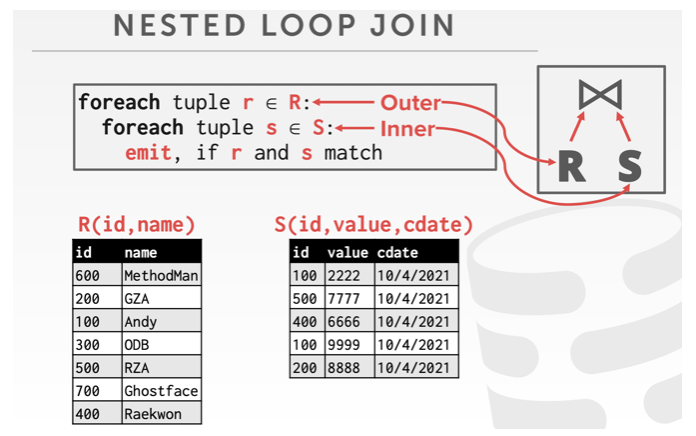 NESTED LOOP JOIN
foreach tuple r ∈ R: Outer
foreach tuple s ∈ S: Inner
emit, if r and s match
⋈
R S
R(id,name)
id name
600 MethodMan
200 GZA
100 Andy
300 ODB
500 RZA
700 Ghostface
400 Raekwon
S(id,value,cdate)
id value cdate
100 2222 10/4/2021
500 7777 10/4/2021
400 6666 10/4/2021
100 9999 10/4/2021
200 8888 10/4/2021